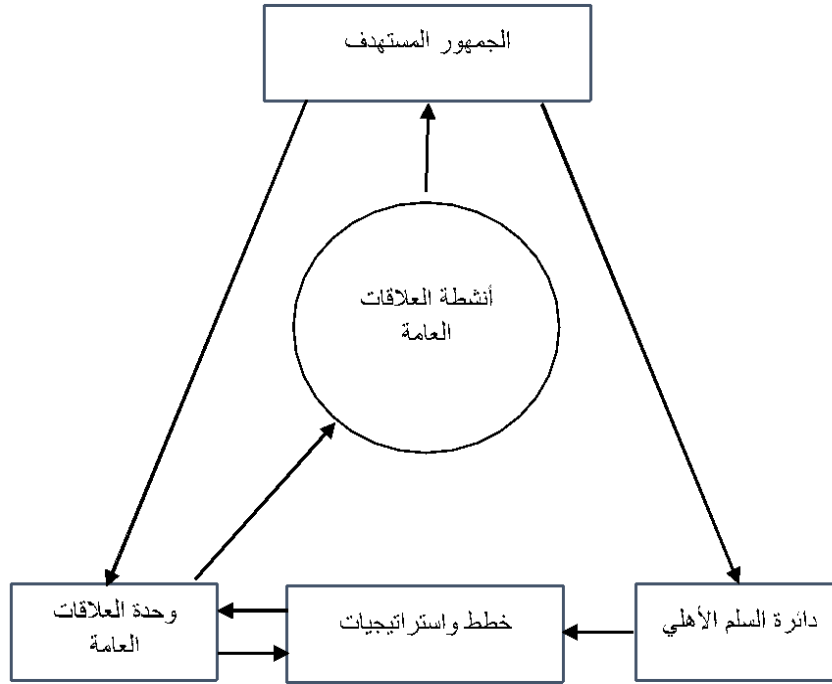 الجمهور المستهدف
أنشطة العلاقات
العامة
دائرة السلم الأهلي
خطط واستراتيجيات
وحدة العلاقات
العامة